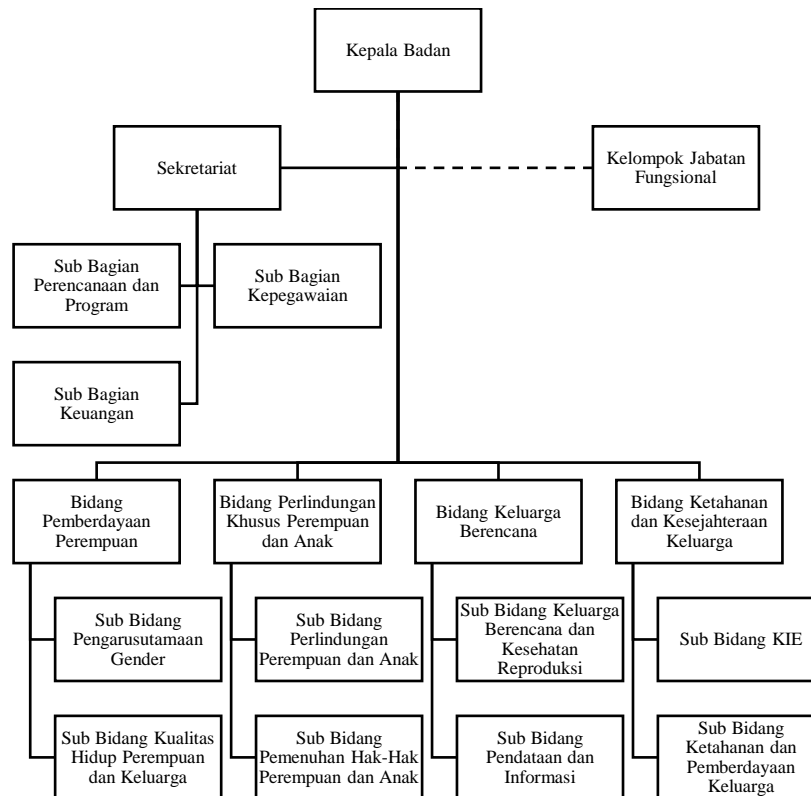 Kepala Badan
Sekretariat
Kelompok Jabatan
Fungsional
Sub Bagian
Perencanaan dan
Program
Sub Bagian
Kepegawaian
Sub Bagian
Keuangan
Bidang
Pemberdayaan
Perempuan
Bidang Perlindungan
Khusus Perempuan
dan Anak
Bidang Keluarga
Berencana
Bidang Ketahanan
dan Kesejahteraan
Keluarga
Sub Bidang
Pengarusutamaan
Gender
Sub Bidang
Perlindungan
Perempuan dan Anak
Sub Bidang Keluarga
Berencana dan
Kesehatan
Reproduksi
Sub Bidang KIE
Sub Bidang Kualitas
Hidup Perempuan
dan Keluarga
Sub Bidang
Pemenuhan Hak-Hak
Perempuan dan Anak
Sub Bidang
Pendataan dan
Informasi
Sub Bidang
Ketahanan dan
Pemberdayaan
Keluarga